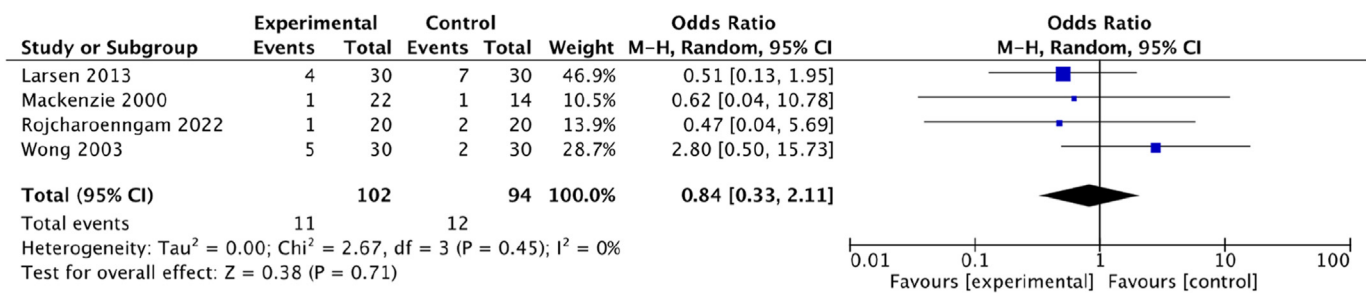 Experimental Control Odds Ratio Odds Ratio
Study or Subgroup Events Total Events Total Weight M-H, Random, 95% CI M-H, Random, 95% CI
Larsen 2013 4 30 7 30 46.9% 0.51 [0.13, 1.95]
Mackenzie 2000 1 22 1 14 10.5% 0.62 [0.04, 10.78]
Rojcharoenngam 2022 1 20 2 20 13.9% 0.47 [0.04, 5.69]
Wong 2003 5 30 2 30 28.7% 2.80 [0.50, 15.73]
Total (95% CI) 102 94 100.0% 0.84 [0.33, 2.11]
Total events 11 12
Heterogeneity: Tau² = 0.00; Chi² = 2.67, df = 3 (P = 0.45); I² = 0%
Test for overall effect: Z = 0.38 (P = 0.71)
0.01 0.1 1 10 100
Favours [experimental] Favours [control]